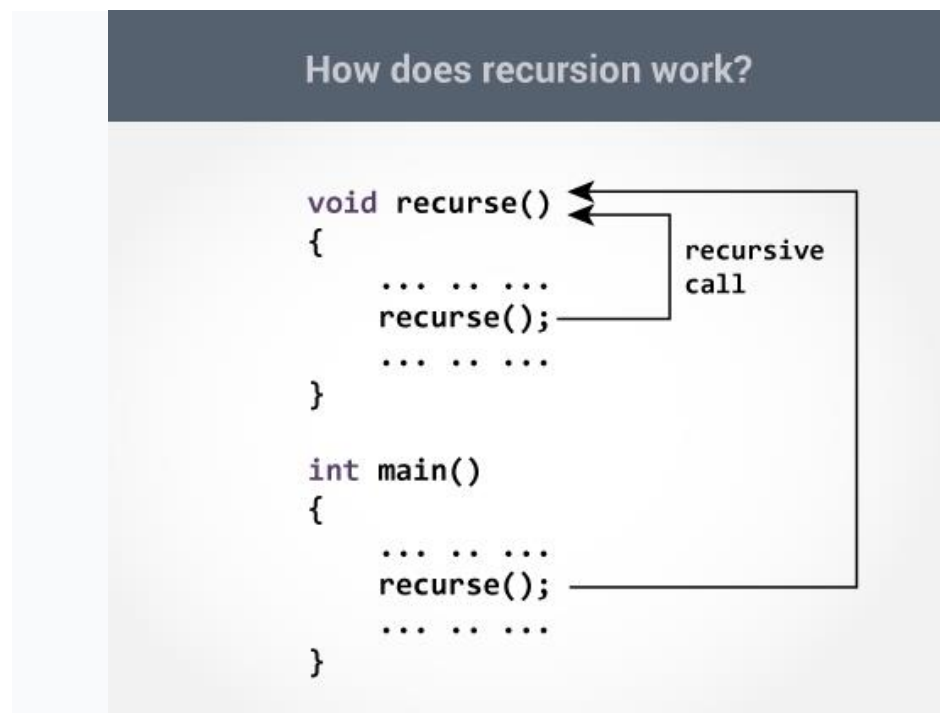 How does recursion work?
void recurse()
{
... .. ...
recurse();
... .. ...
}
recursive
call
int main()
{
... .. ...
recurse();
... .. ...
}